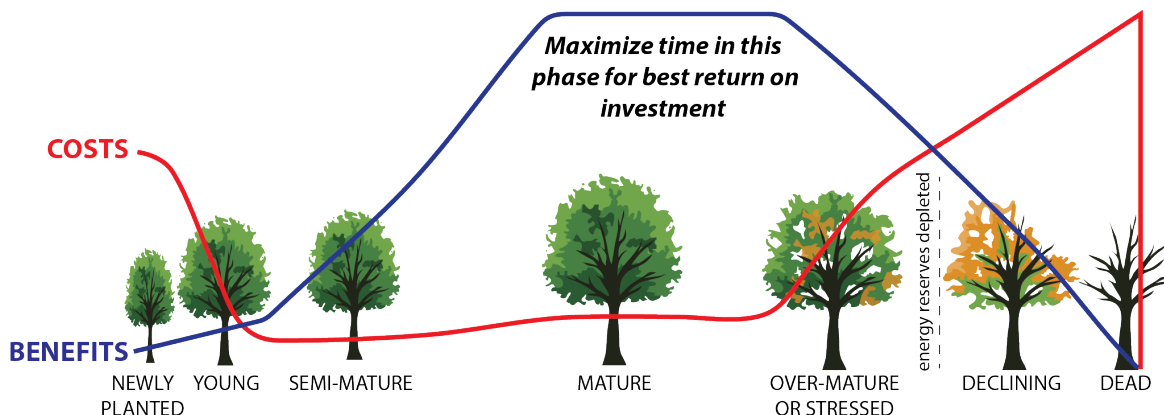 Maximize time in this
phase for best return on
investment
COSTS
energy reserves depleted
BENEFITS
NEWLY
PLANTED
YOUNG
SEMI-MATURE
MATURE
OVER-MATURE
OR STRESSED
DECLINING
DEAD